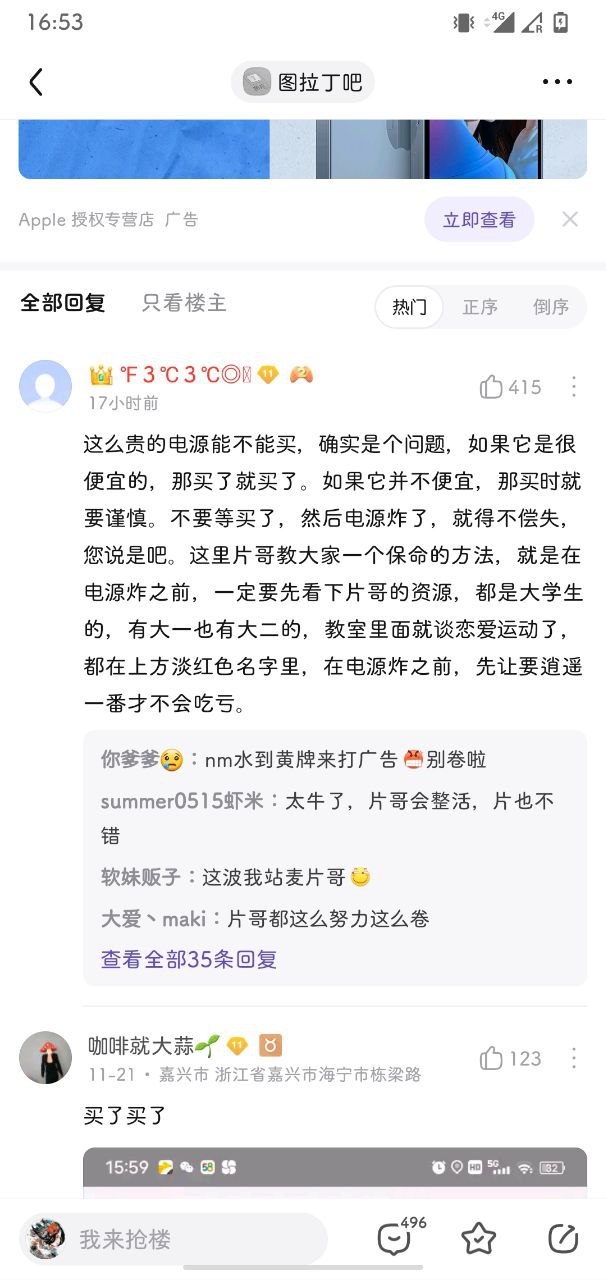 16:53
4G
R
图拉丁吧
Apple 授权专营店 广告
立即查看
全部回复 只看楼主
热门 正序 倒序
℉3℃3℃◎
11
2
17小时前
415
这么贵的电源能不能买，确实是个问题，如果它是很
便宜的，那买了就买了。如果它并不便宜，那买时就
要谨慎。不要等买了，然后电源炸了，就得不偿失，
您说是吧。这里片哥教大家一个保命的方法，就是在
电源炸之前，一定要先看下片哥的资源，都是大学生
的，有大一也有大二的，教室里面就谈恋爱运动了，
都在上方淡红色名字里，在电源炸之前，先让要逍遥
一番才不会吃亏。
你爹爹😢：nm水到黄牌来打广告😷别卷啦
summer0515虾米：太牛了，片哥会整活，片也不
错
软妹贩子：这波我站麦片哥
大爱丶maki：片哥都这么努力这么卷
查看全部35条回复
咖啡就大蒜🌱
11
123
11-21 · 嘉兴市 浙江省嘉兴市海宁市栋梁路
买了买了
15:59
58
HD
5G
82
我来抢楼
496